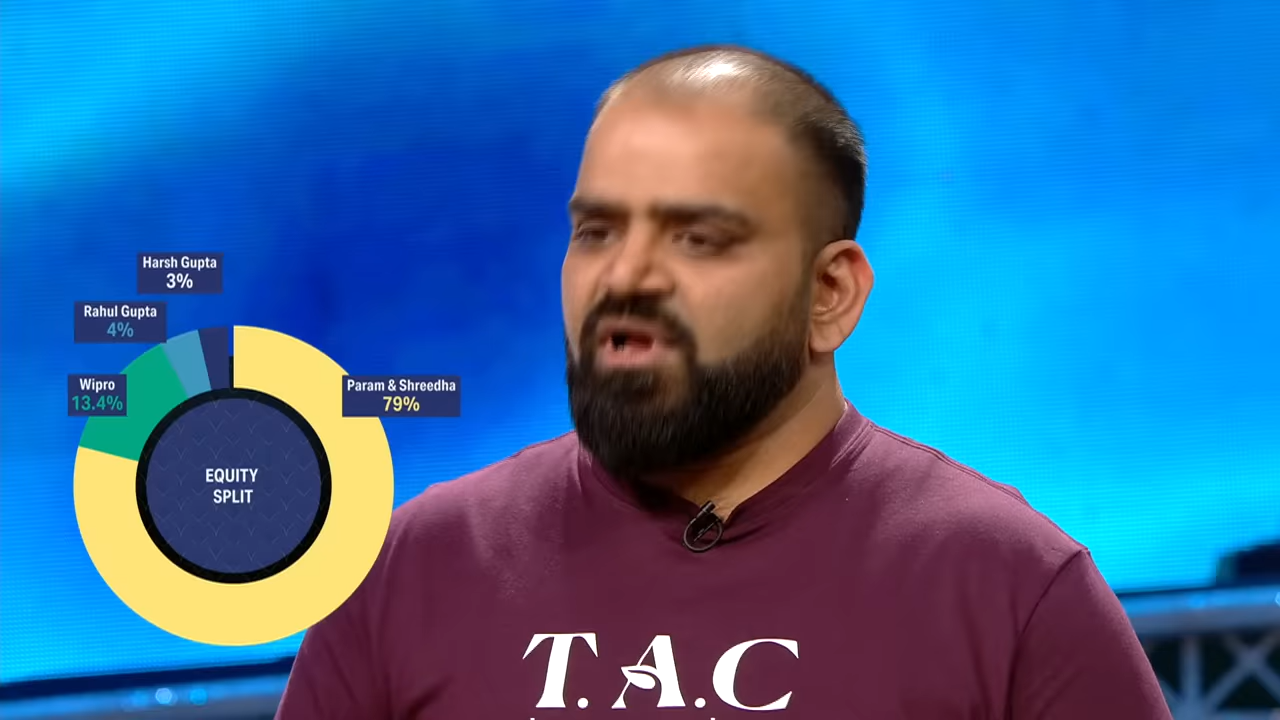 Harsh Gupta
3%
Rahul Gupta
4%
Wipro
13.4%
Param & Shreedha
79%
EQUITY
SPLIT
T.A.C